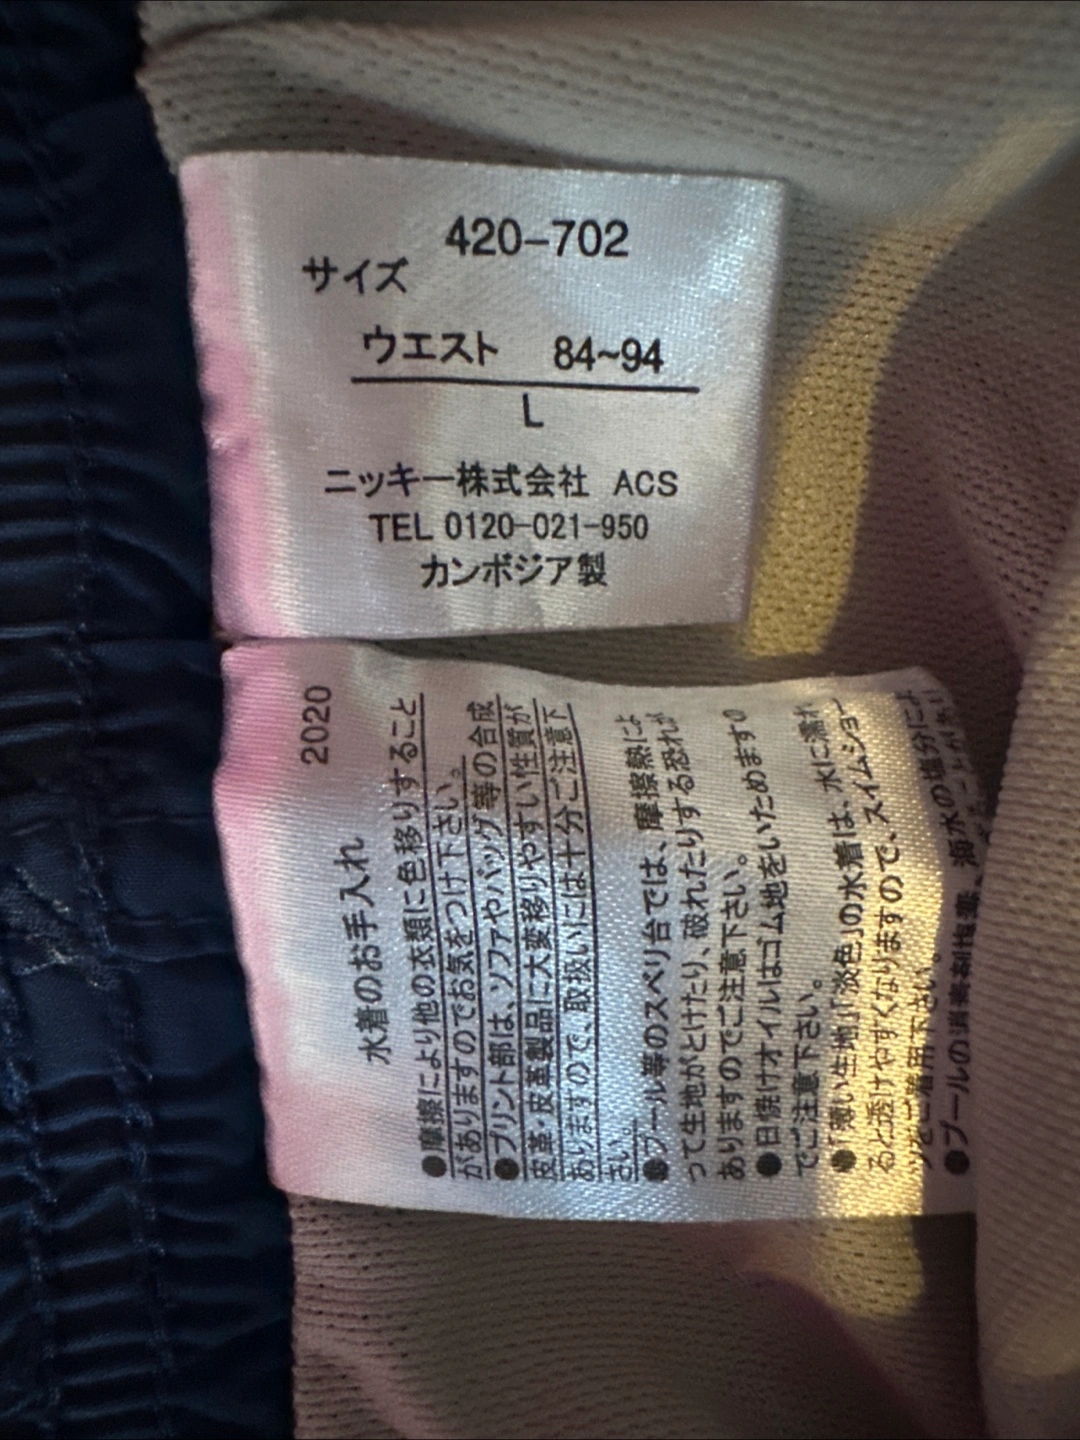 420-702
サイズ
ウエスト 84~94
L
ニッキー株式会社 ACS
TEL 0120-021-950
カンボジア製
2020
水着のお手入れ
●摩擦により他の衣類に色移りすること
がありますのでお気をつけ下さい。
●プリント部は、ソファやバッグ等の合成
皮革・皮革製品に大変移りやすい性質が
ありますので、取扱いには十分ご注意下
さい。
●プール等のスベリ台では、摩擦熱によ
って生地がとけたり、破れたりする恐れが
ありますのでご注意下さい。
●日焼けオイルはゴム地をいためますの
でご注意下さい。
●「薄い生地」「淡色」の水着は、水に濡れ
ると透けやすくなりますので、スイムショー
ツをご着用下さい。
●プールの消毒剤塩素、海水の塩分によ